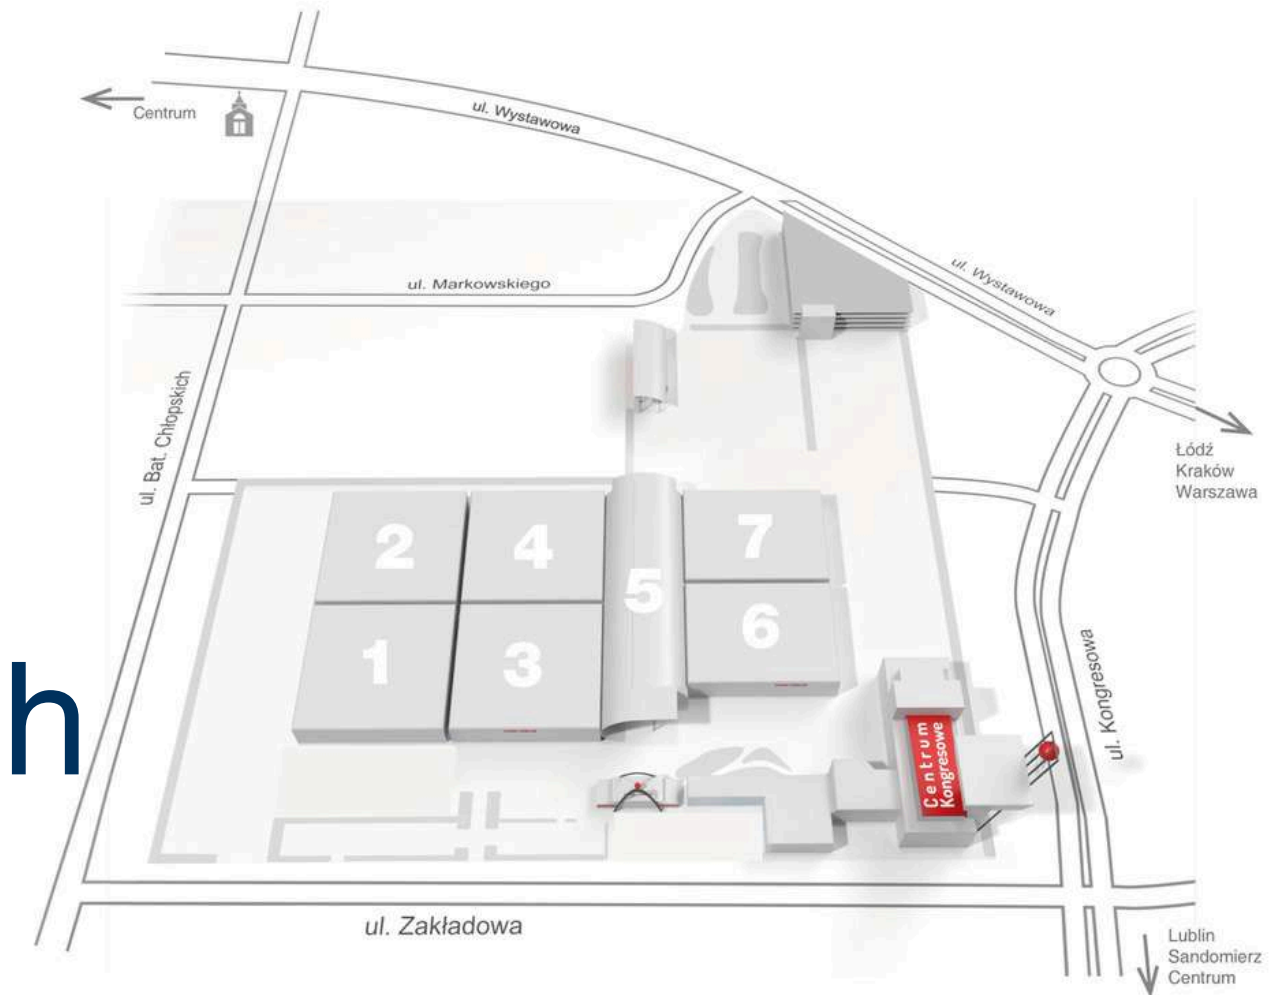 Centrum
ul. Wystawowa
ul. Wystawowa
ul. Markowskiego
ul. Bat. Chłopskich
Łódź
Kraków
Warszawa
2
4
7
5
1
3
6
h
Centrum
Kongresowe
ul. Kongresowa
ul. Zakładowa
Lublin
Sandomierz
Centrum